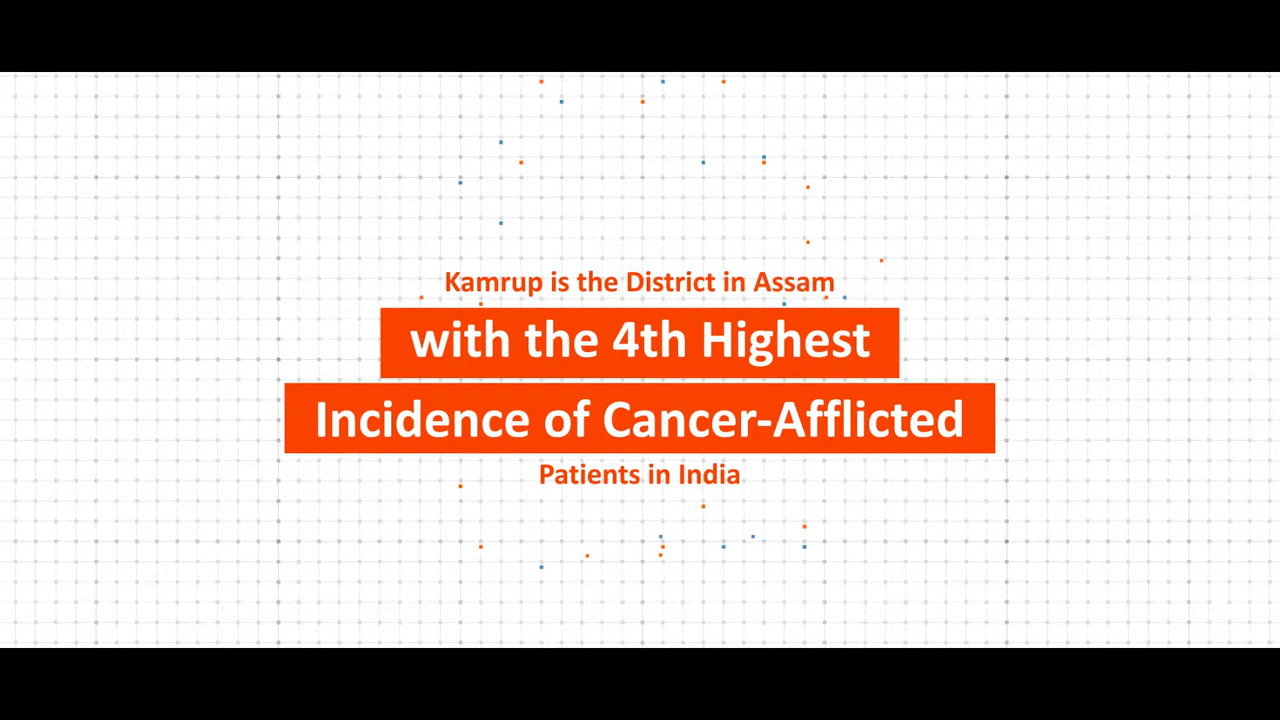 Kamrup is the District in Assam
with the 4th Highest
Incidence of Cancer-Afflicted
Patients in India